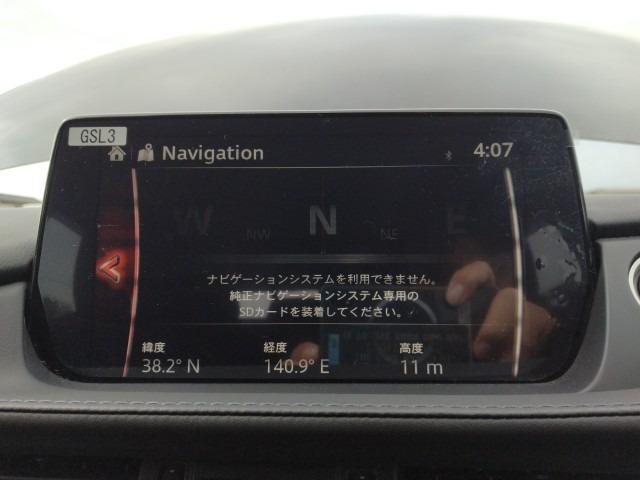 GSL3
Navigation
4:07
W NW N NE E
ナビゲーションシステムを利用できません。
純正ナビゲーションシステム専用の
SDカードを装着してください。
緯度 経度 高度
38.2° N 140.9° E 11 m